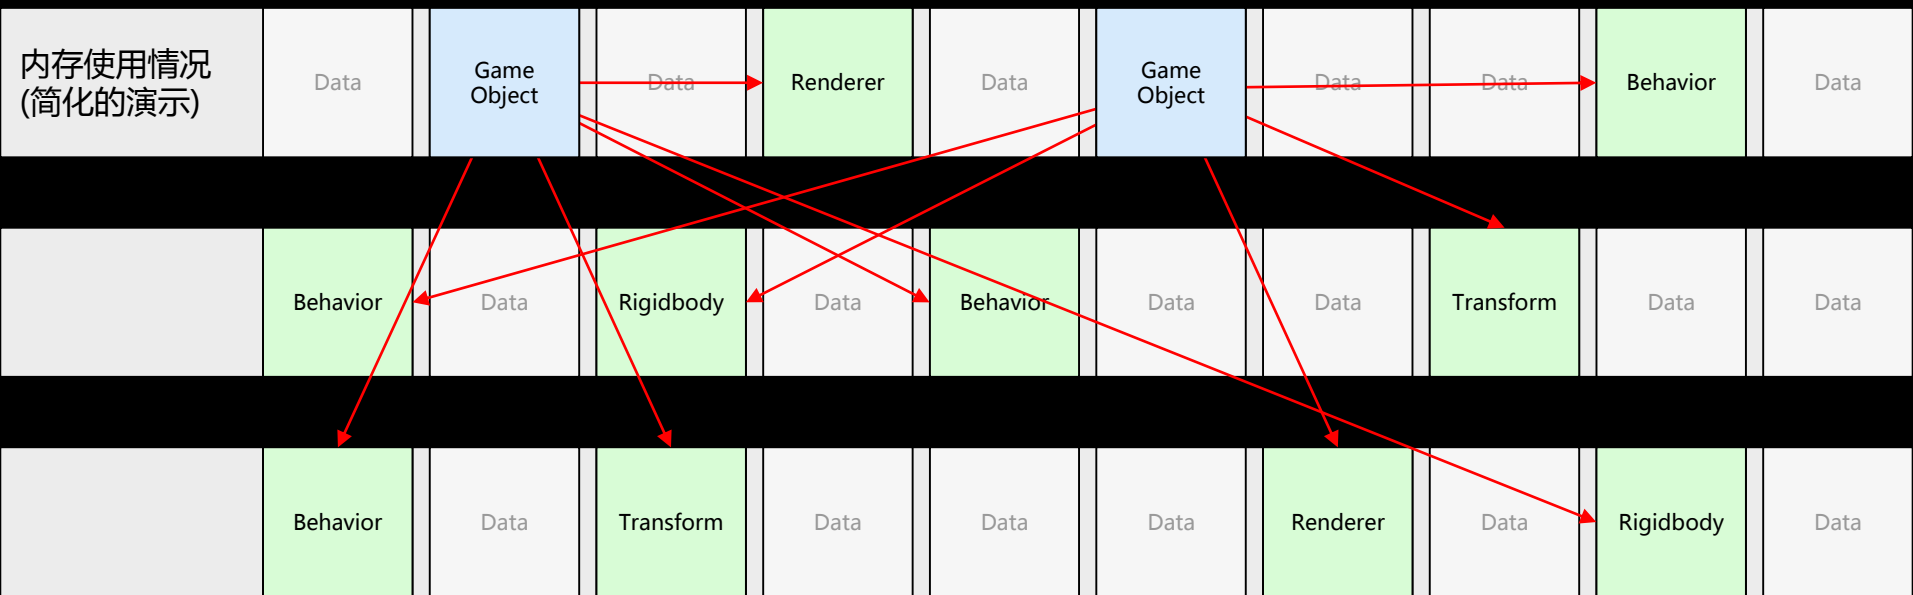 内存使用情况
(简化的演示)
Data
Game
Object
Data
Renderer
Data
Game
Object
Data
Data
Behavior
Data
Behavior
Data
Rigidbody
Data
Behavior
Data
Data
Transform
Data
Data
Behavior
Data
Transform
Data
Data
Data
Renderer
Data
Rigidbody
Data